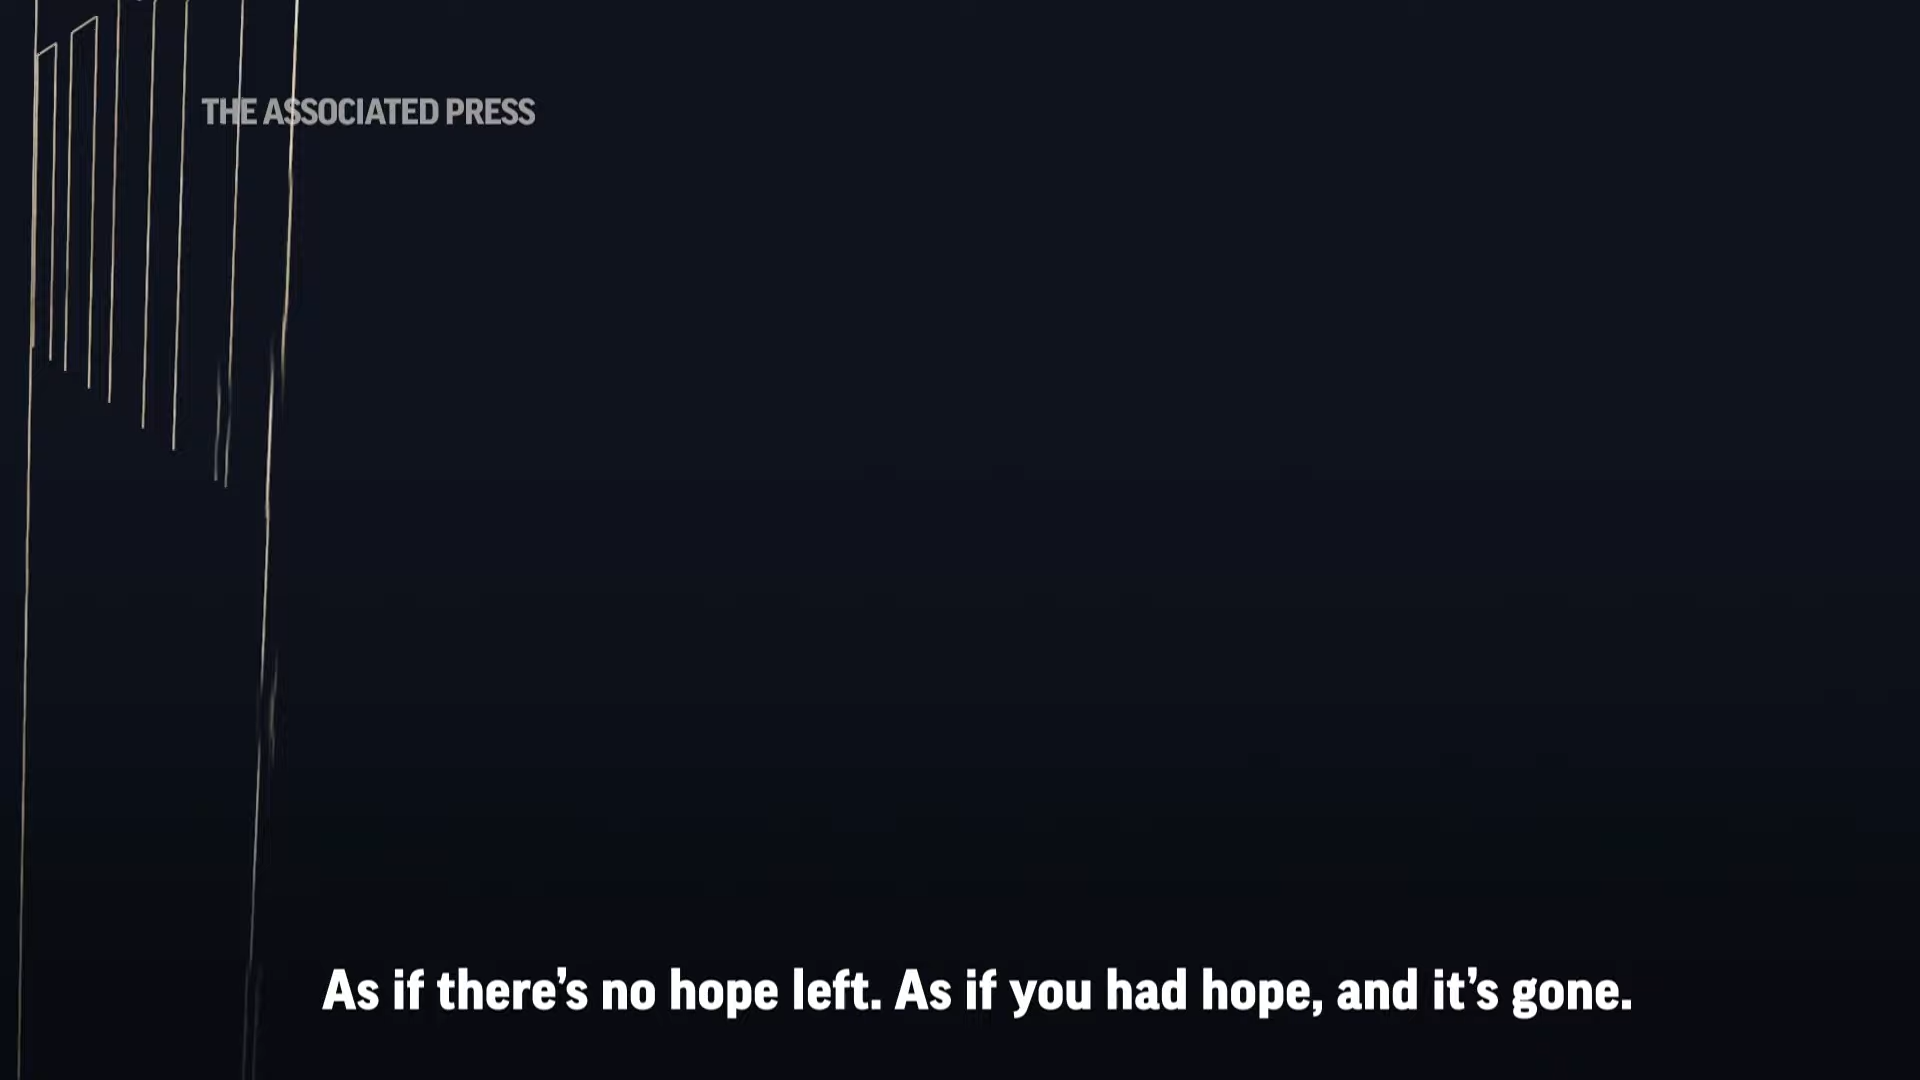 THE ASSOCIATED PRESS
As if there’s no hope left. As if you had hope, and it’s gone.